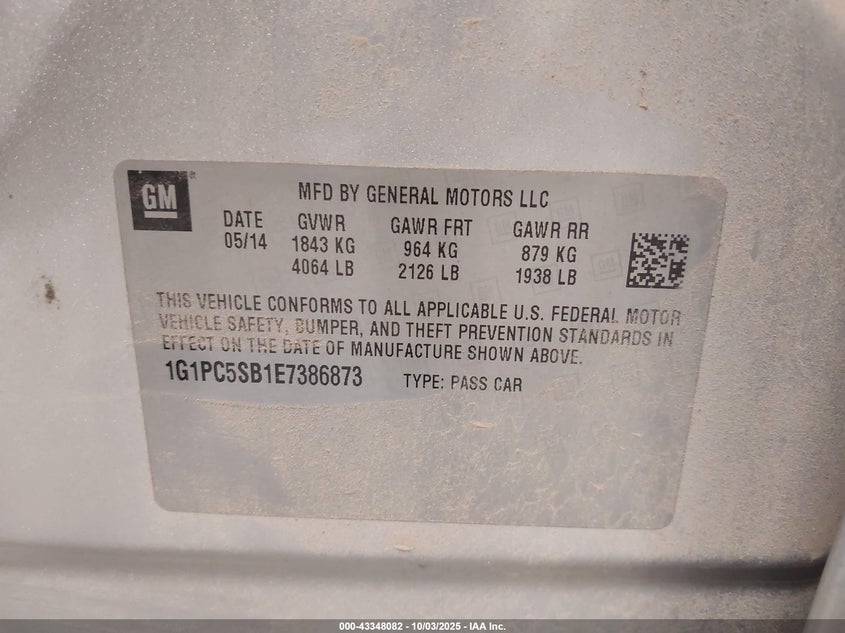 GM
MFD BY GENERAL MOTORS LLC
DATE GVWR GAWR FRT GAWR RR
05/14 1843 KG 964 KG 879 KG
4064 LB 2126 LB 1938 LB
THIS VEHICLE CONFORMS TO ALL APPLICABLE U.S. FEDERAL MOTOR
VEHICLE SAFETY, BUMPER, AND THEFT PREVENTION STANDARDS IN
EFFECT ON THE DATE OF MANUFACTURE SHOWN ABOVE.
1G1PC5SB1E7386873 TYPE: PASS CAR
000-43348082 - 10/03/2025 - IAA Inc.